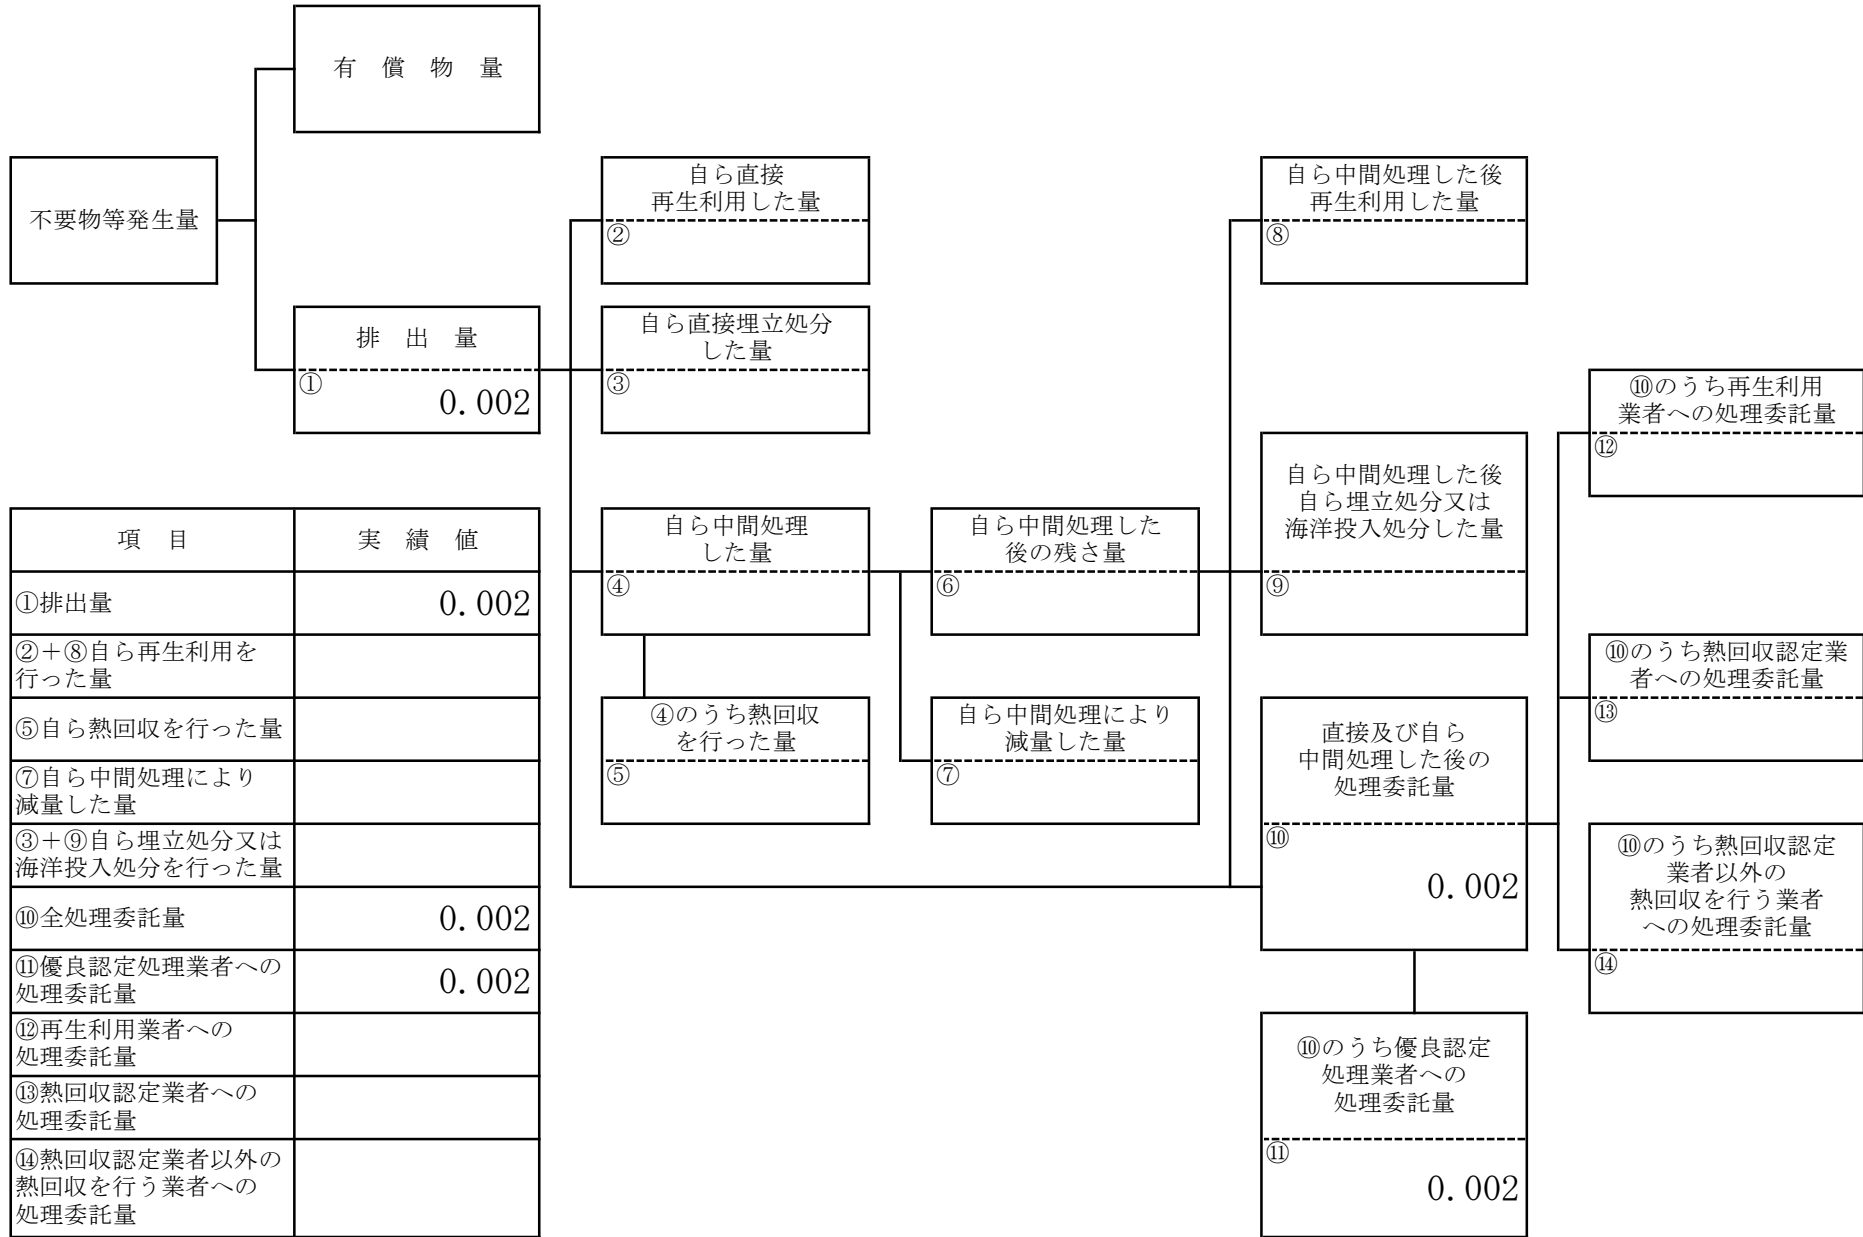 有　償　物　量
不要物等発生量
排　出　量
①
0.002
自ら直接
再生利用した量
②
自ら直接埋立処分
した量
③
自ら中間処理
した量
④
④のうち熱回収
を行った量
⑤
自ら中間処理した
後の残さ量
⑥
自ら中間処理により
減量した量
⑦
自ら中間処理した後
再生利用した量
⑧
自ら中間処理した後
自ら埋立処分又は
海洋投入処分した量
⑨
直接及び自ら
中間処理した後の
処理委託量
⑩
0.002
⑩のうち優良認定
処理業者への
処理委託量
⑪
0.002
⑩のうち再生利用
業者への処理委託量
⑫
⑩のうち熱回収認定業
者への処理委託量
⑬
⑩のうち熱回収認定
業者以外の
熱回収を行う業者
への処理委託量
⑭
項　目　実　績　値
①排出量　0.002
②＋⑧自ら再生利用を
行った量
⑤自ら熱回収を行った量
⑦自ら中間処理により
減量した量
③＋⑨自ら埋立処分又は
海洋投入処分を行った量
⑩全処理委託量　0.002
⑪優良認定処理業者への
処理委託量　0.002
⑫再生利用業者への
処理委託量
⑬熱回収認定業者への
処理委託量
⑭熱回収認定業者以外の
熱回収を行う業者への
処理委託量